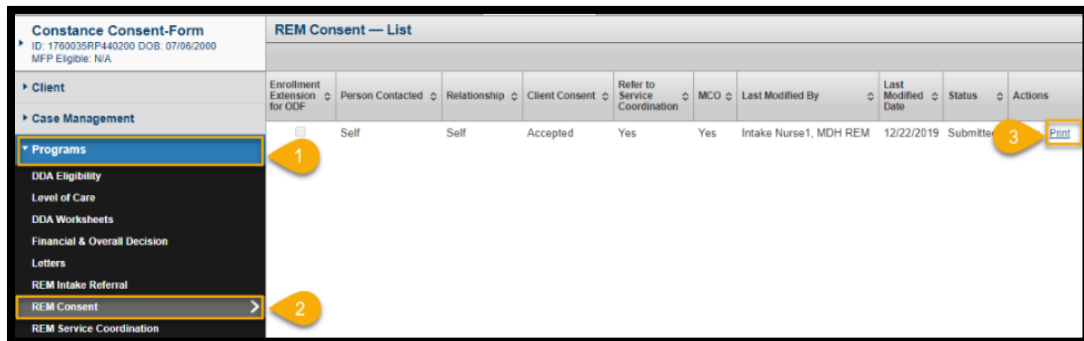 Constance Consent-Form
ID: 1760035RP440200 DOB: 07/06/2000
MFP Eligible: N/A
Client
Case Management
Programs
1
DDA Eligibility
Level of Care
DDA Worksheets
Financial & Overall Decision
Letters
REM Intake Referral
REM Consent
2
REM Service Coordination
REM Consent — List
Enrollment Extension for ODF Person Contacted Relationship Client Consent Refer to Service Coordination MCO Last Modified By Last Modified Date Status Actions
Self Self Accepted Yes Yes Intake Nurse1, MDH REM 12/22/2019 Submitte 3 Print